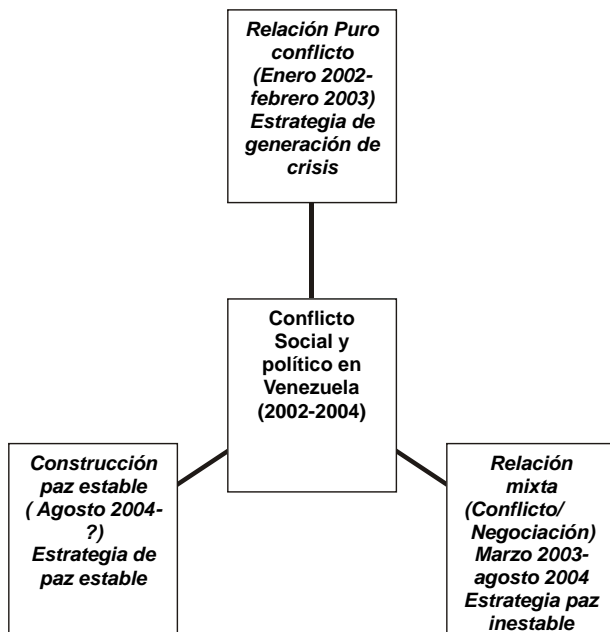 Relación Puro
conflicto
(Enero 2002-
febrero 2003)
Estrategia de
generación de
crisis
Conflicto
Social y
político en
Venezuela
(2002-2004)
Construcción
paz estable
( Agosto 2004-
?)
Estrategia de
paz estable
Relación
mixta
(Conflicto/
Negociación)
Marzo 2003-
agosto 2004
Estrategia paz
inestable